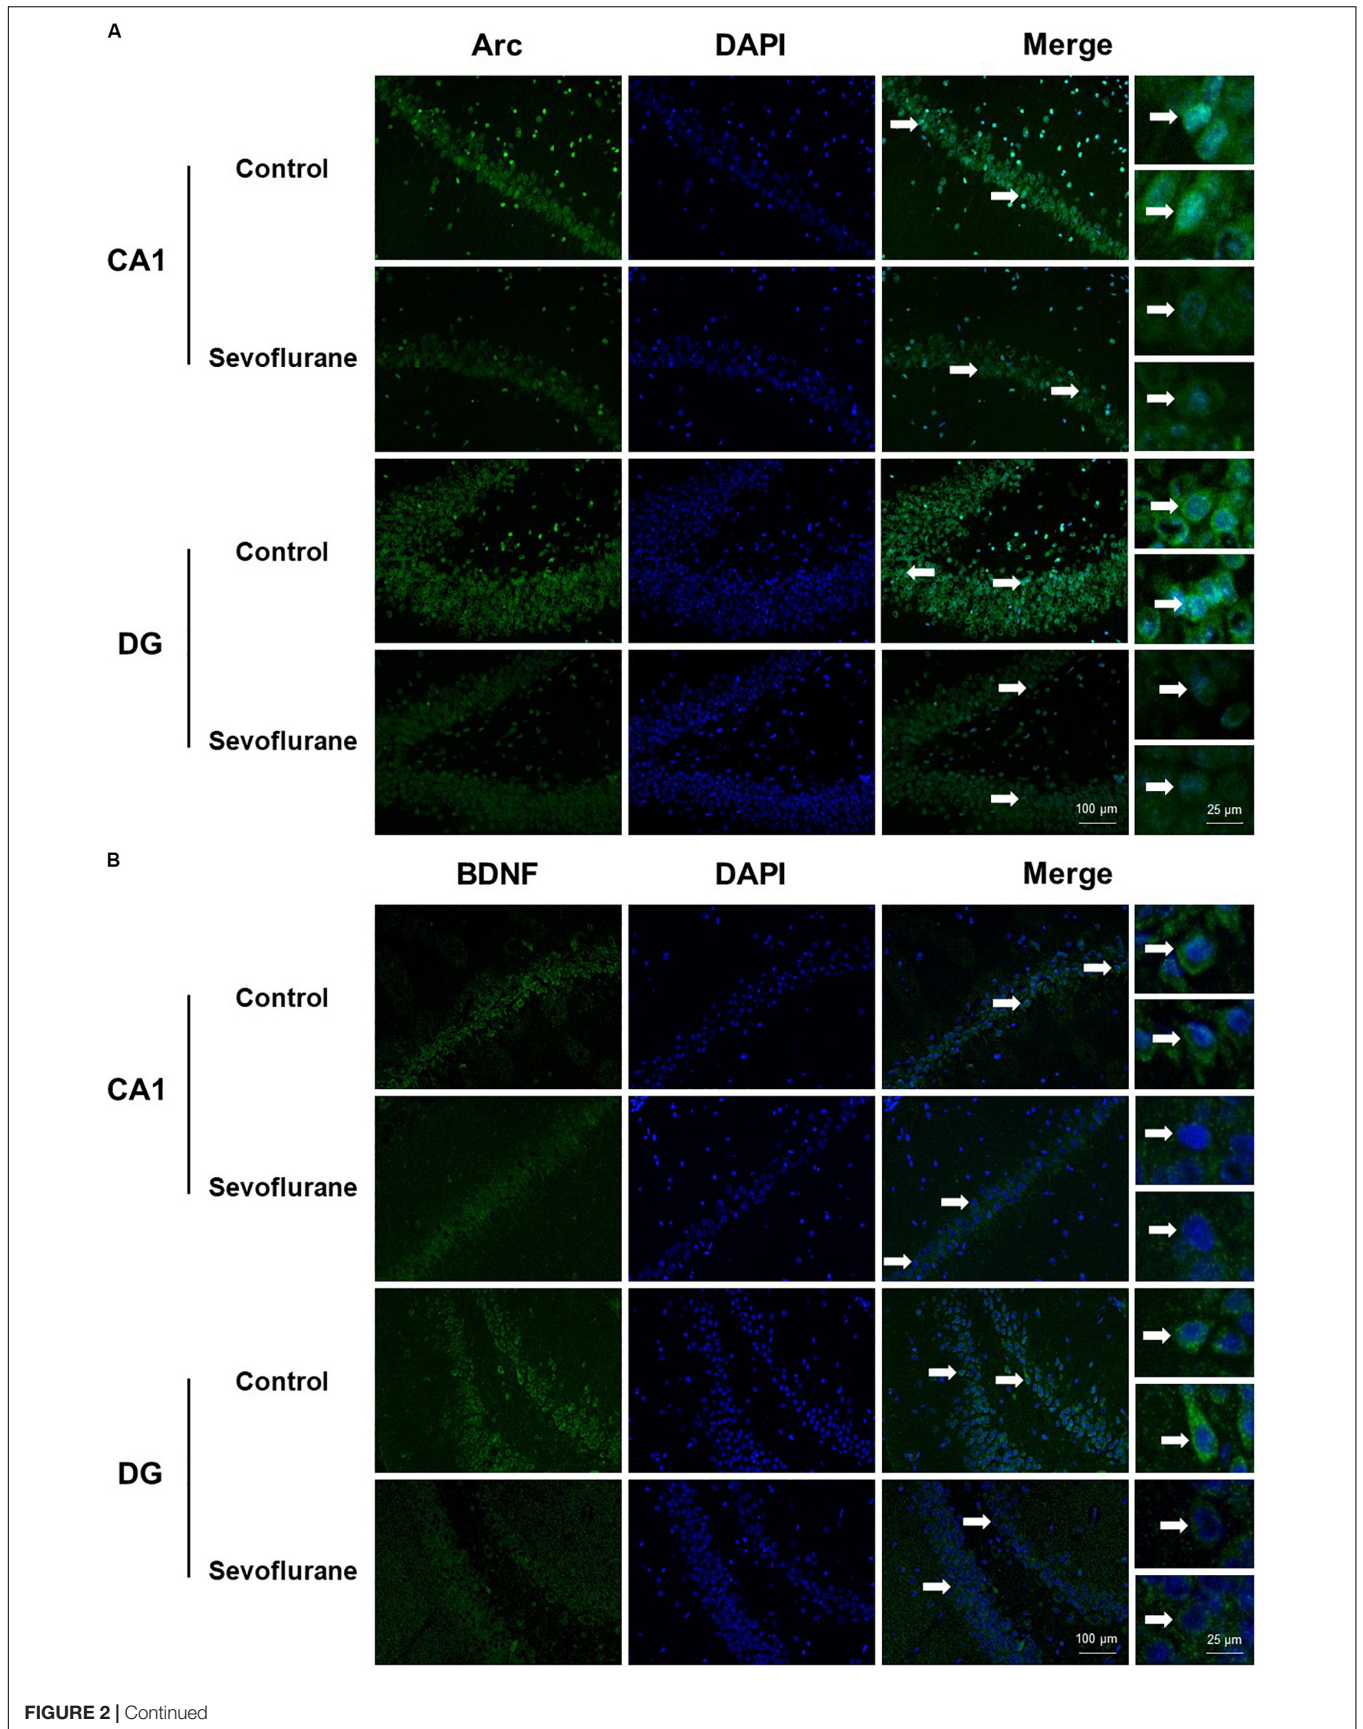 A
Arc DAPI Merge
Control
CA1
Sevoflurane
Control
DG
Sevoflurane
100 µm 25 µm
B
BDNF DAPI Merge
Control
CA1
Sevoflurane
Control
DG
Sevoflurane
100 µm 25 µm
FIGURE 2 | Continued